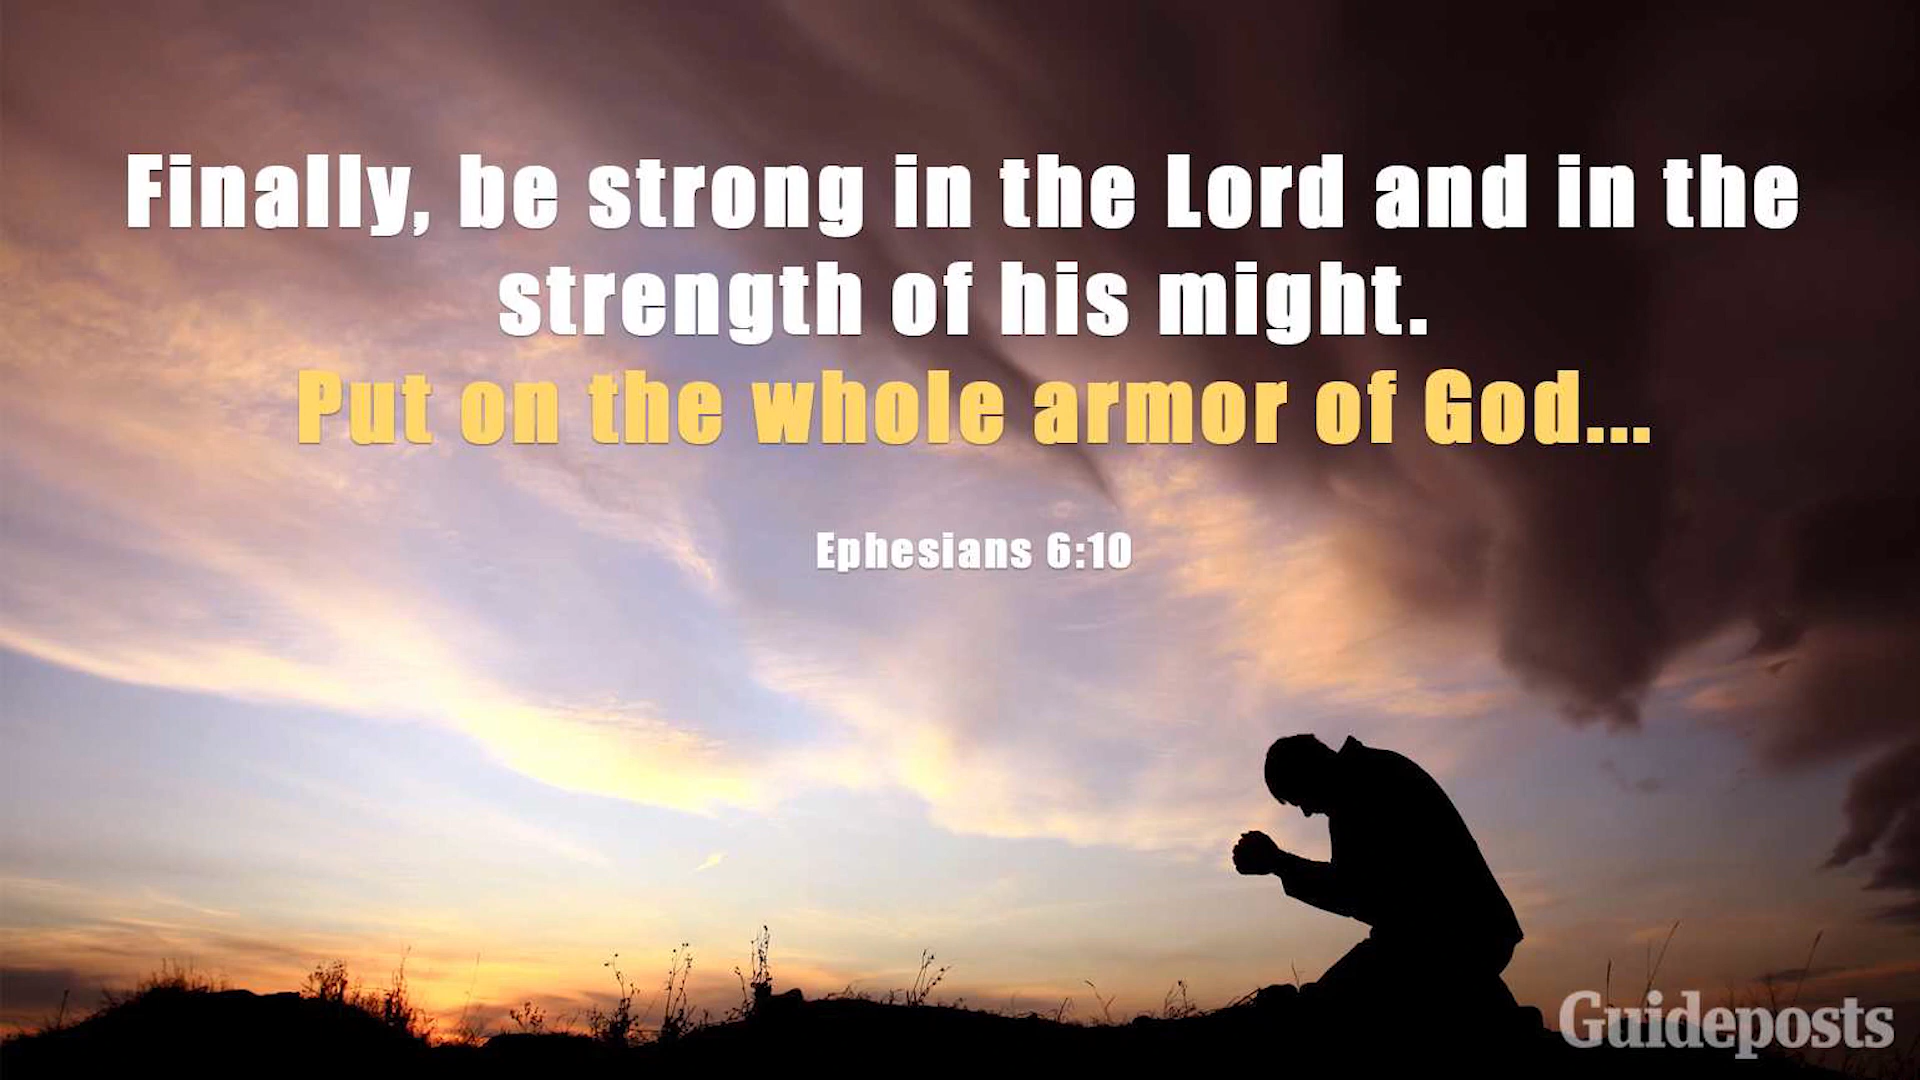 Finally, be strong in the Lord and in the
strength of his might.
Put on the whole armor of God...
Ephesians 6:10
Guideposts